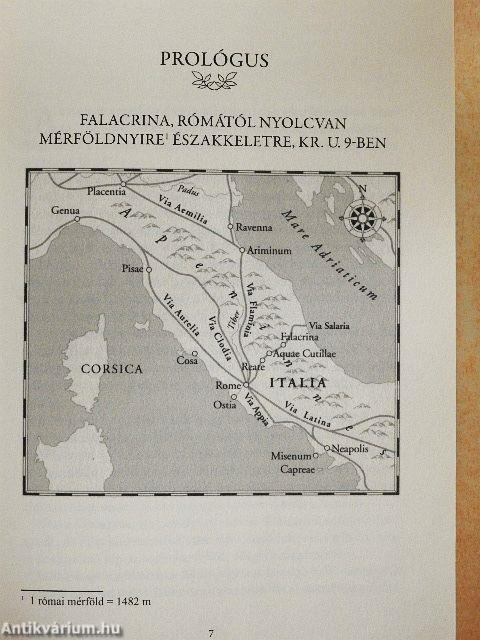 PROLÓGUS
FALACRINA, RÓMÁTÓL NYOLCVAN
MÉRFÖLDNYIRE¹ ÉSZAKKELETRE, KR. U. 9-BEN
Placentia
Padus
N
Genua
Via Aemilia
Ravenna
Mare Adriaticum
Ariminum
Apennines
Pisae
Via Flaminia
Tiber
Via Aurelia
Via Clodia
Via Salaria
Falacrina
Cosa
Aquae Cutillae
Reate
CORSICA
Rome
ITALIA
Ostia
Via Appia
Via Latina
Neapolis
Misenum
Capreae
¹ 1 római mérföld = 1482 m
7
Antikvárium.hu